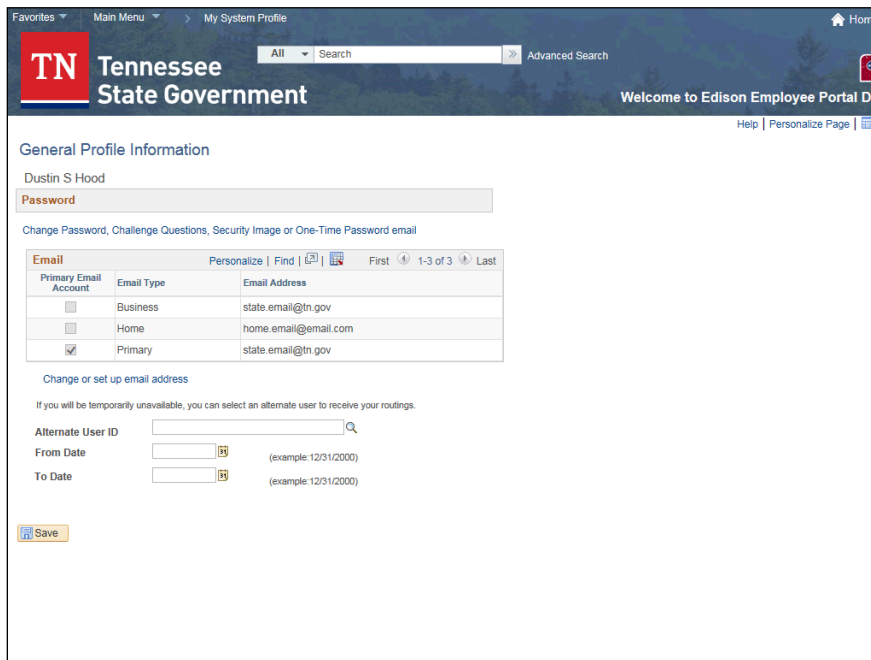 Favorites Main Menu > My System Profile
Hom
TN Tennessee State Government
All Search >> Advanced Search
Welcome to Edison Employee Portal D
Help | Personalize Page |
General Profile Information
Dustin S Hood
Password
Change Password, Challenge Questions, Security Image or One-Time Password email
Email Personalize | Find | | First 1-3 of 3 Last
Primary Email Account Email Type Email Address
Business state.email@tn.gov
Home home.email@email.com
Primary state.email@tn.gov
Change or set up email address
If you will be temporarily unavailable, you can select an alternate user to receive your routings.
Alternate User ID
From Date 31 (example:12/31/2000)
To Date 31 (example:12/31/2000)
Save